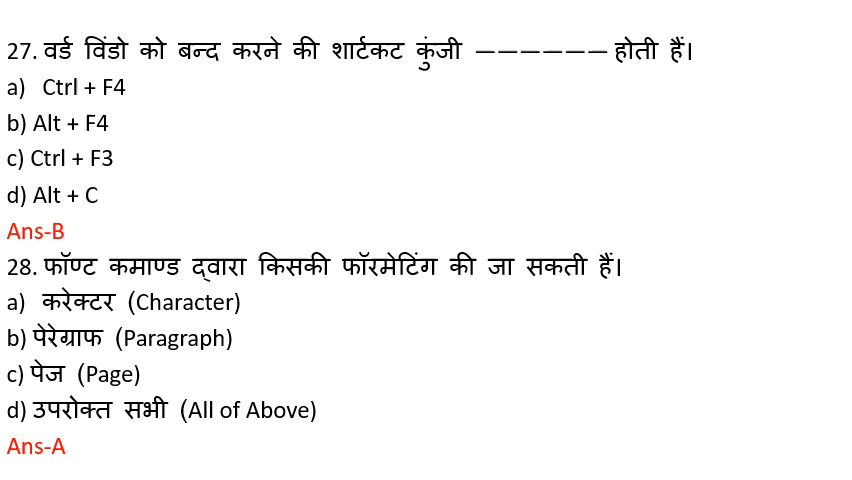 27. वर्ड विंडो को बन्द करने की शार्टकट कुंजी —————— होती हैं।
a) Ctrl + F4
b) Alt + F4
c) Ctrl + F3
d) Alt + C
Ans-B
28. फॉण्ट कमाण्ड द्वारा किसकी फॉरमेटिंग की जा सकती हैं।
a) करेक्टर (Character)
b) पेरेग्राफ (Paragraph)
c) पेज (Page)
d) उपरोक्त सभी (All of Above)
Ans-A